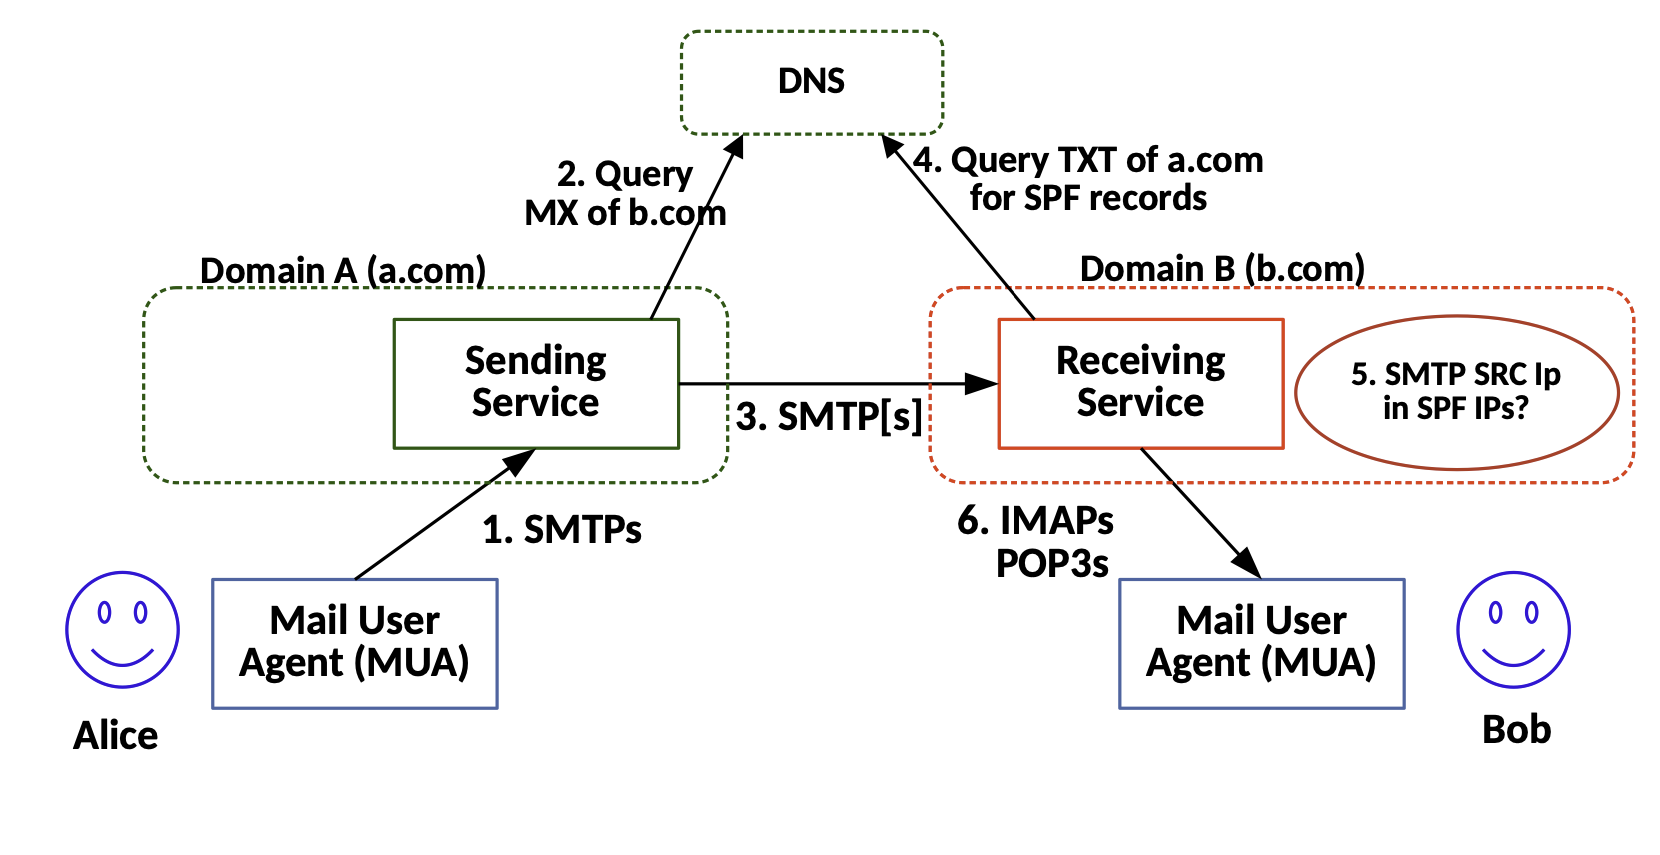 DNS
2. Query
MX of b.com
4. Query TXT of a.com
for SPF records
Domain A (a.com)
Domain B (b.com)
Sending
Service
3. SMTP[s]
Receiving
Service
5. SMTP SRC Ip
in SPF IPs?
1. SMTPs
6. IMAPs
POP3s
Mail User
Agent (MUA)
Alice
Mail User
Agent (MUA)
Bob